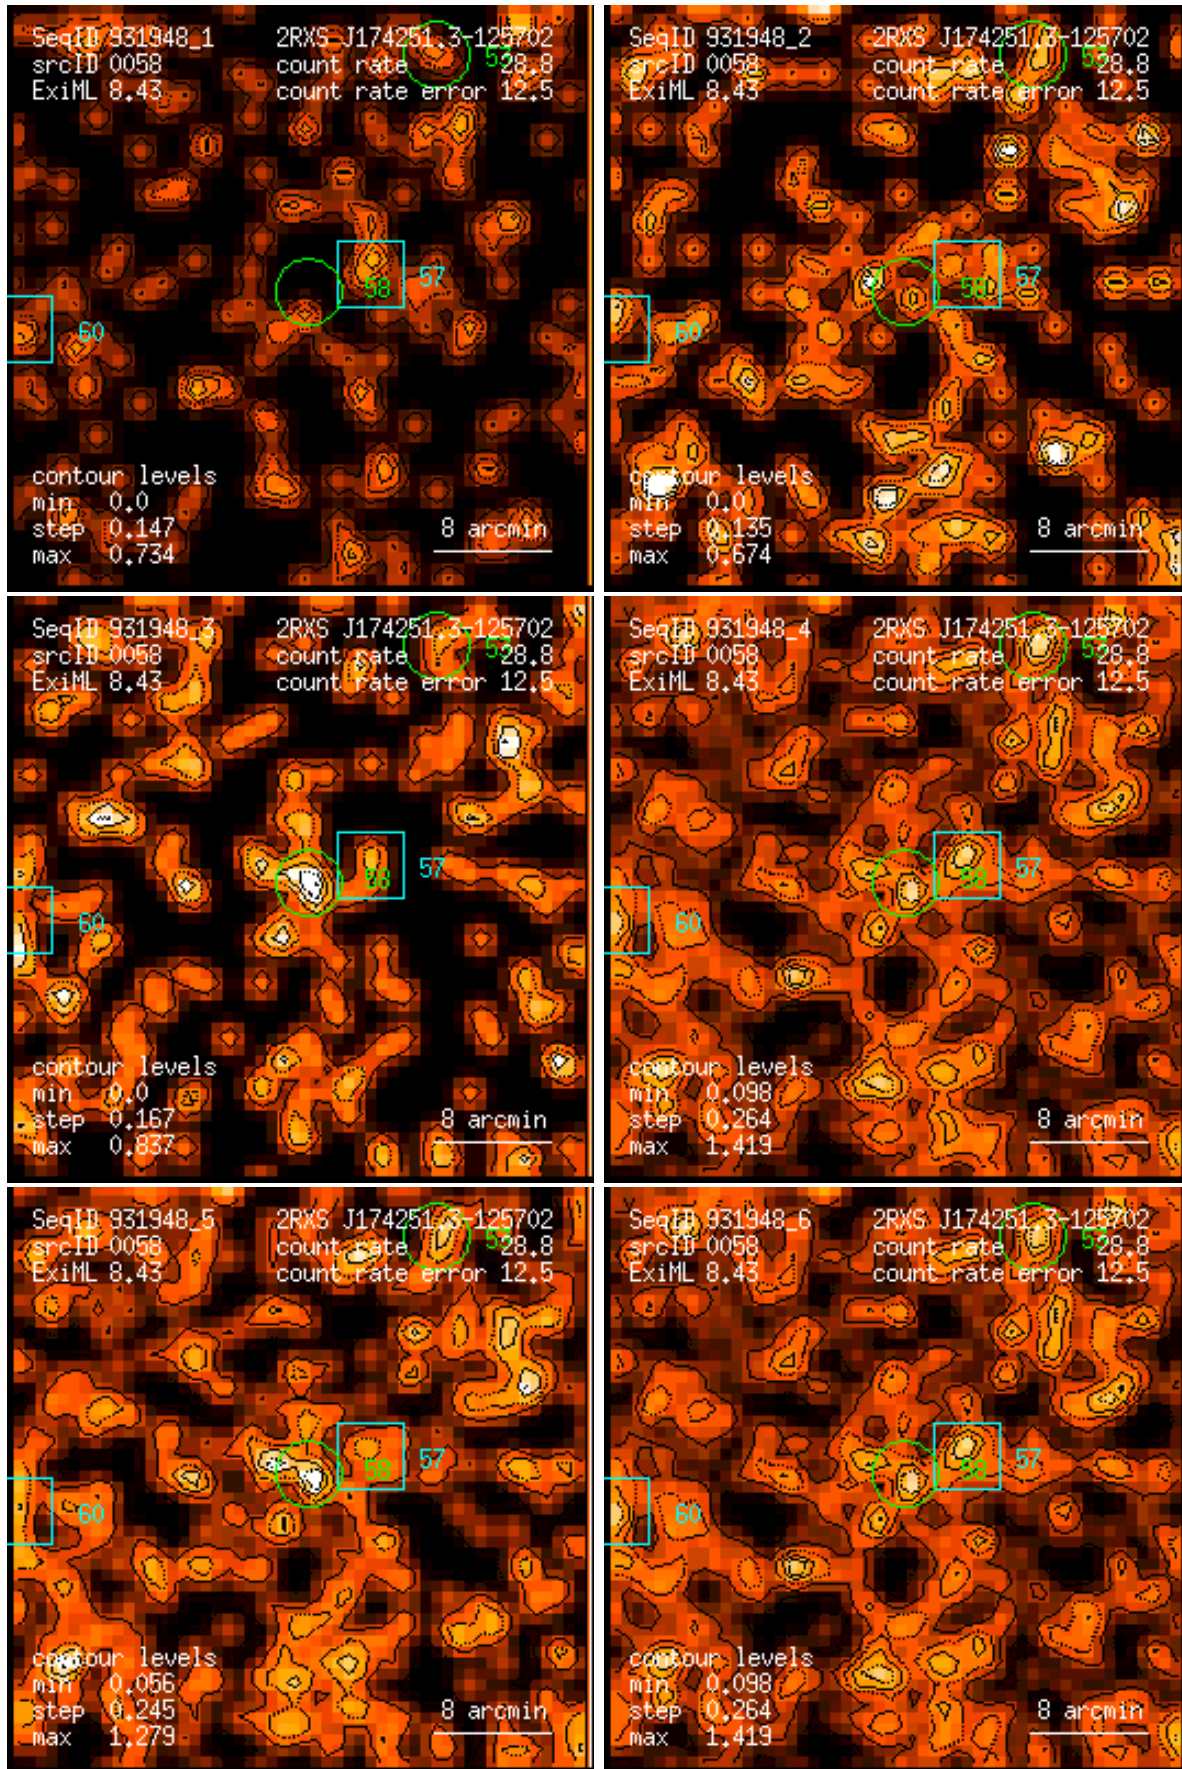 SeqID 931948_1 2RXS J174251.3-125702
srcID 0058 count rate 28.8
ExiML 8.43 count rate error 12.5
58 57
60
contour levels
min 0.0
step 0.147
max 0.734
8 arcmin
SeqID 931948_2 2RXS J174251.3-125702
srcID 0058 count rate 28.8
ExiML 8.43 count rate error 12.5
58 57
60
contour levels
min 0.0
step 0.135
max 0.674
8 arcmin
SeqID 931948_3 2RXS J174251.3-125702
srcID 0058 count rate 28.8
ExiML 8.43 count rate error 12.5
58 57
60
contour levels
min 0.0
step 0.167
max 0.837
8 arcmin
SeqID 931948_4 2RXS J174251.3-125702
srcID 0058 count rate 28.8
ExiML 8.43 count rate error 12.5
58 57
60
contour levels
min 0.098
step 0.264
max 1.419
8 arcmin
SeqID 931948_5 2RXS J174251.3-125702
srcID 0058 count rate 28.8
ExiML 8.43 count rate error 12.5
58 57
60
contour levels
min 0.056
step 0.245
max 1.279
8 arcmin
SeqID 931948_6 2RXS J174251.3-125702
srcID 0058 count rate 28.8
ExiML 8.43 count rate error 12.5
58 57
60
contour levels
min 0.098
step 0.264
max 1.419
8 arcmin